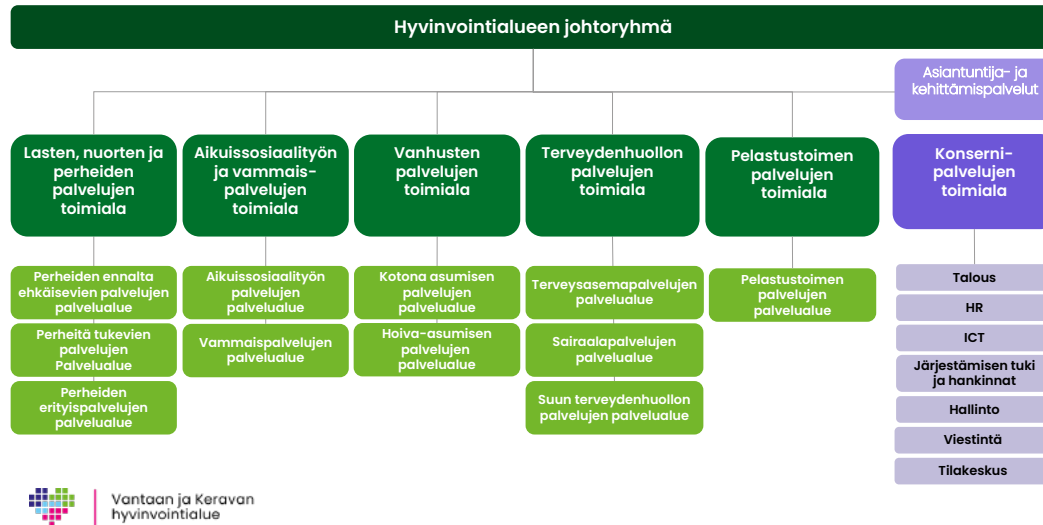 Hyvinvointialueen johtoryhmä
Asiantuntija- ja
kehittämispalvelut
Lasten, nuorten ja
perheiden
palvelujen
toimiala
Aikuissosiaalityön
ja vammais-
palvelujen
toimiala
Vanhusten
palvelujen
toimiala
Terveydenhuollon
palvelujen
toimiala
Pelastustoimen
palvelujen
toimiala
Konserni-
palvelujen
toimiala
Perheiden ennalta
ehkäisevien palvelujen
palvelualue
Perheitä tukevien
palvelujen
Palvelualue
Perheiden
erityispalvelujen
palvelualue
Aikuissosiaalityön
palvelujen
palvelualue
Vammaispalvelujen
palvelualue
Kotona asumisen
palvelujen
palvelualue
Hoiva-asumisen
palvelujen
palvelualue
Terveysasemapalvelujen
palvelualue
Sairaalapalvelujen
palvelualue
Suun terveydenhuollon
palvelujen palvelualue
Pelastustoimen
palvelujen
palvelualue
Talous
HR
ICT
Järjestämisen tuki
ja hankinnat
Hallinto
Viestintä
Tilakeskus
Vantaan ja Keravan
hyvinvointialue